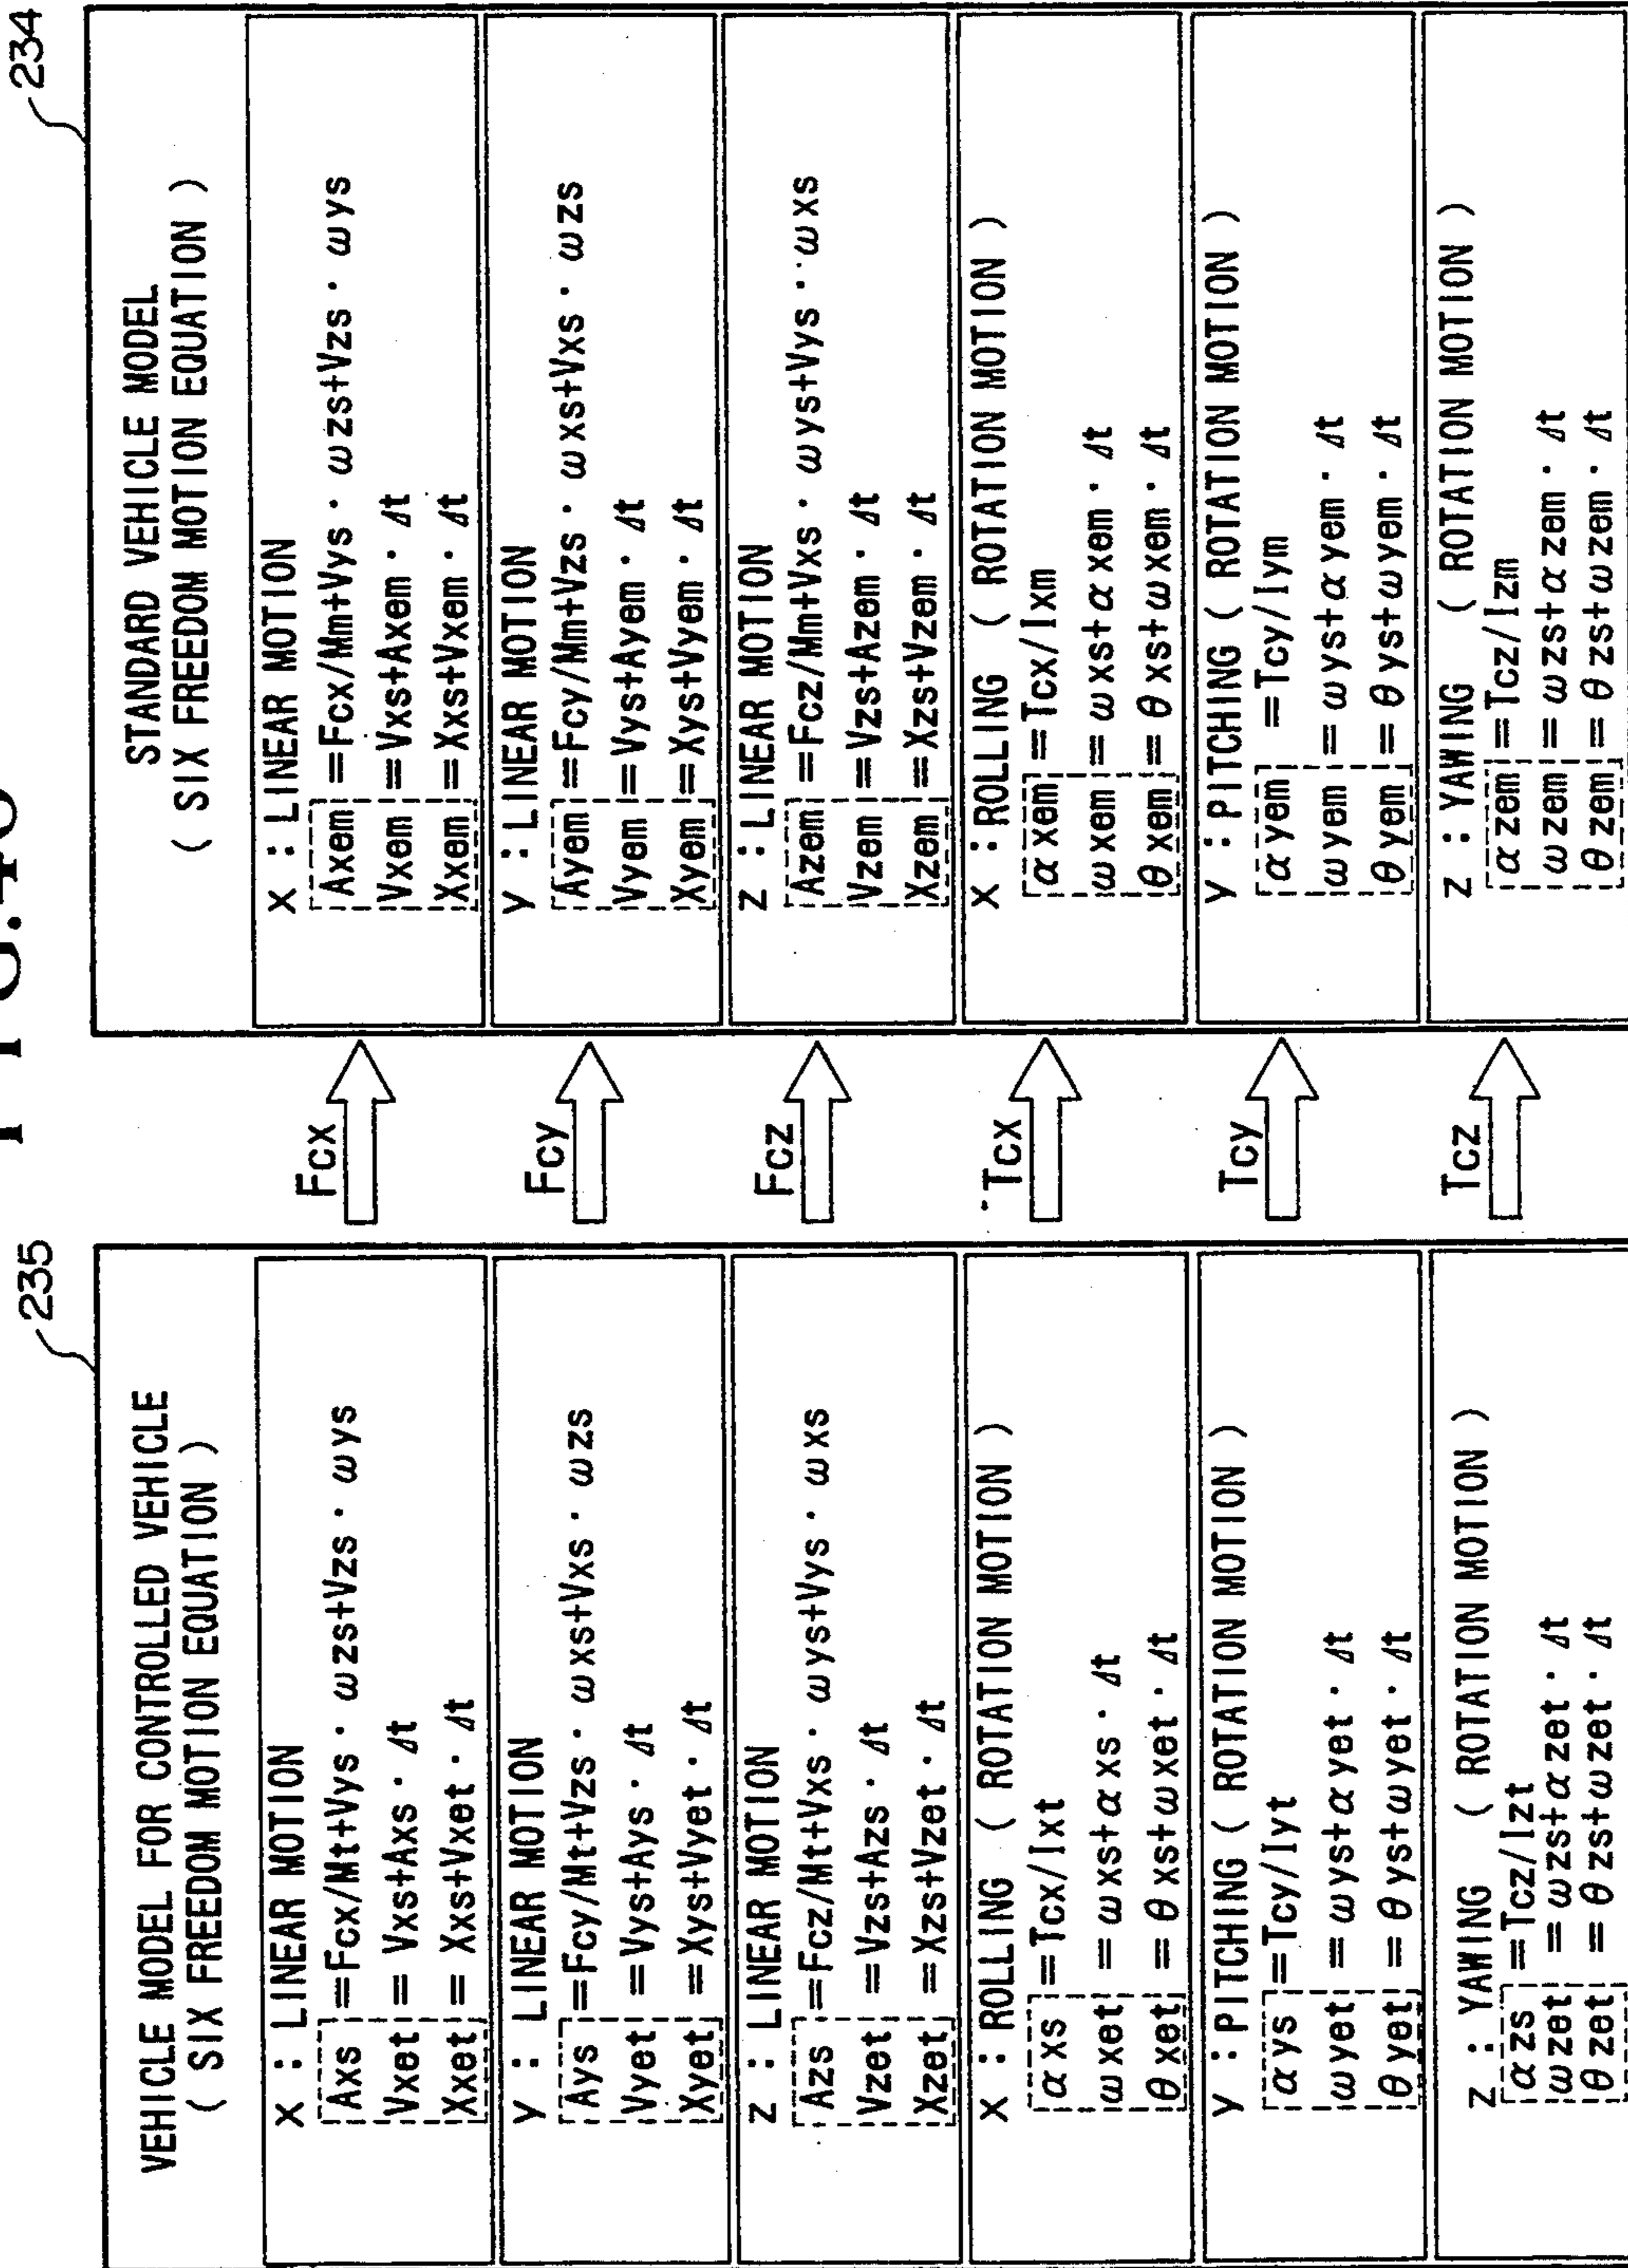 FIG.40
235
VEHICLE MODEL FOR CONTROLLED VEHICLE
( SIX FREEDOM MOTION EQUATION )
X : LINEAR MOTION
Axs =Fcx/Mt+Vys · ωzs+Vzs · ωys
Vxet = Vxs+Axs · Δt
Xxet = Xxs+Vxet · Δt
Y : LINEAR MOTION
Ays =Fcy/Mt+Vzs · ωxs+Vxs · ωzs
Vyet =Vys+Ays · Δt
Xyet =Xys+Vyet · Δt
Z : LINEAR MOTION
Azs =Fcz/Mt+Vxs · ωys+Vys · ωxs
Vzet =Vzs+Azs · Δt
Xzet =Xzs+Vzet · Δt
X : ROLLING ( ROTATION MOTION )
αxs =Tcx/Ixt
ωxet =ωxs+αxs · Δt
θxet =θxs+ωxet · Δt
Y : PITCHING ( ROTATION MOTION )
αys =Tcy/Iyt
ωyet =ωys+αyet · Δt
θyet =θys+ωyet · Δt
Z : YAWING ( ROTATION MOTION )
αzs =Tcz/Izt
ωzet =ωzs+αzet · Δt
θzet =θzs+ωzet · Δt
Fcx
Fcy
Fcz
Tcx
Tcy
Tcz
234
STANDARD VEHICLE MODEL
( SIX FREEDOM MOTION EQUATION )
X : LINEAR MOTION
Axem =Fcx/Mm+Vys · ωzs+Vzs · ωys
Vxem =Vxs+Axem · Δt
Xxem =Xxs+Vxem · Δt
Y : LINEAR MOTION
Ayem =Fcy/Mm+Vzs · ωxs+Vxs · ωzs
Vyem =Vys+Ayem · Δt
Xyem =Xys+Vyem · Δt
Z : LINEAR MOTION
Azem =Fcz/Mm+Vxs · ωys+Vys · ωxs
Vzem =Vzs+Azem · Δt
Xzem =Xzs+Vzem · Δt
X : ROLLING ( ROTATION MOTION )
αxem =Tcx/Ixm
ωxem =ωxs+αxem · Δt
θxem =θxs+ωxem · Δt
Y : PITCHING ( ROTATION MOTION )
αyem =Tcy/Iym
ωyem =ωys+αyem · Δt
θyem =θys+ωyem · Δt
Z : YAWING ( ROTATION MOTION )
αzem =Tcz/Izm
ωzem =ωzs+αzem · Δt
θzem =θzs+ωzem · Δt